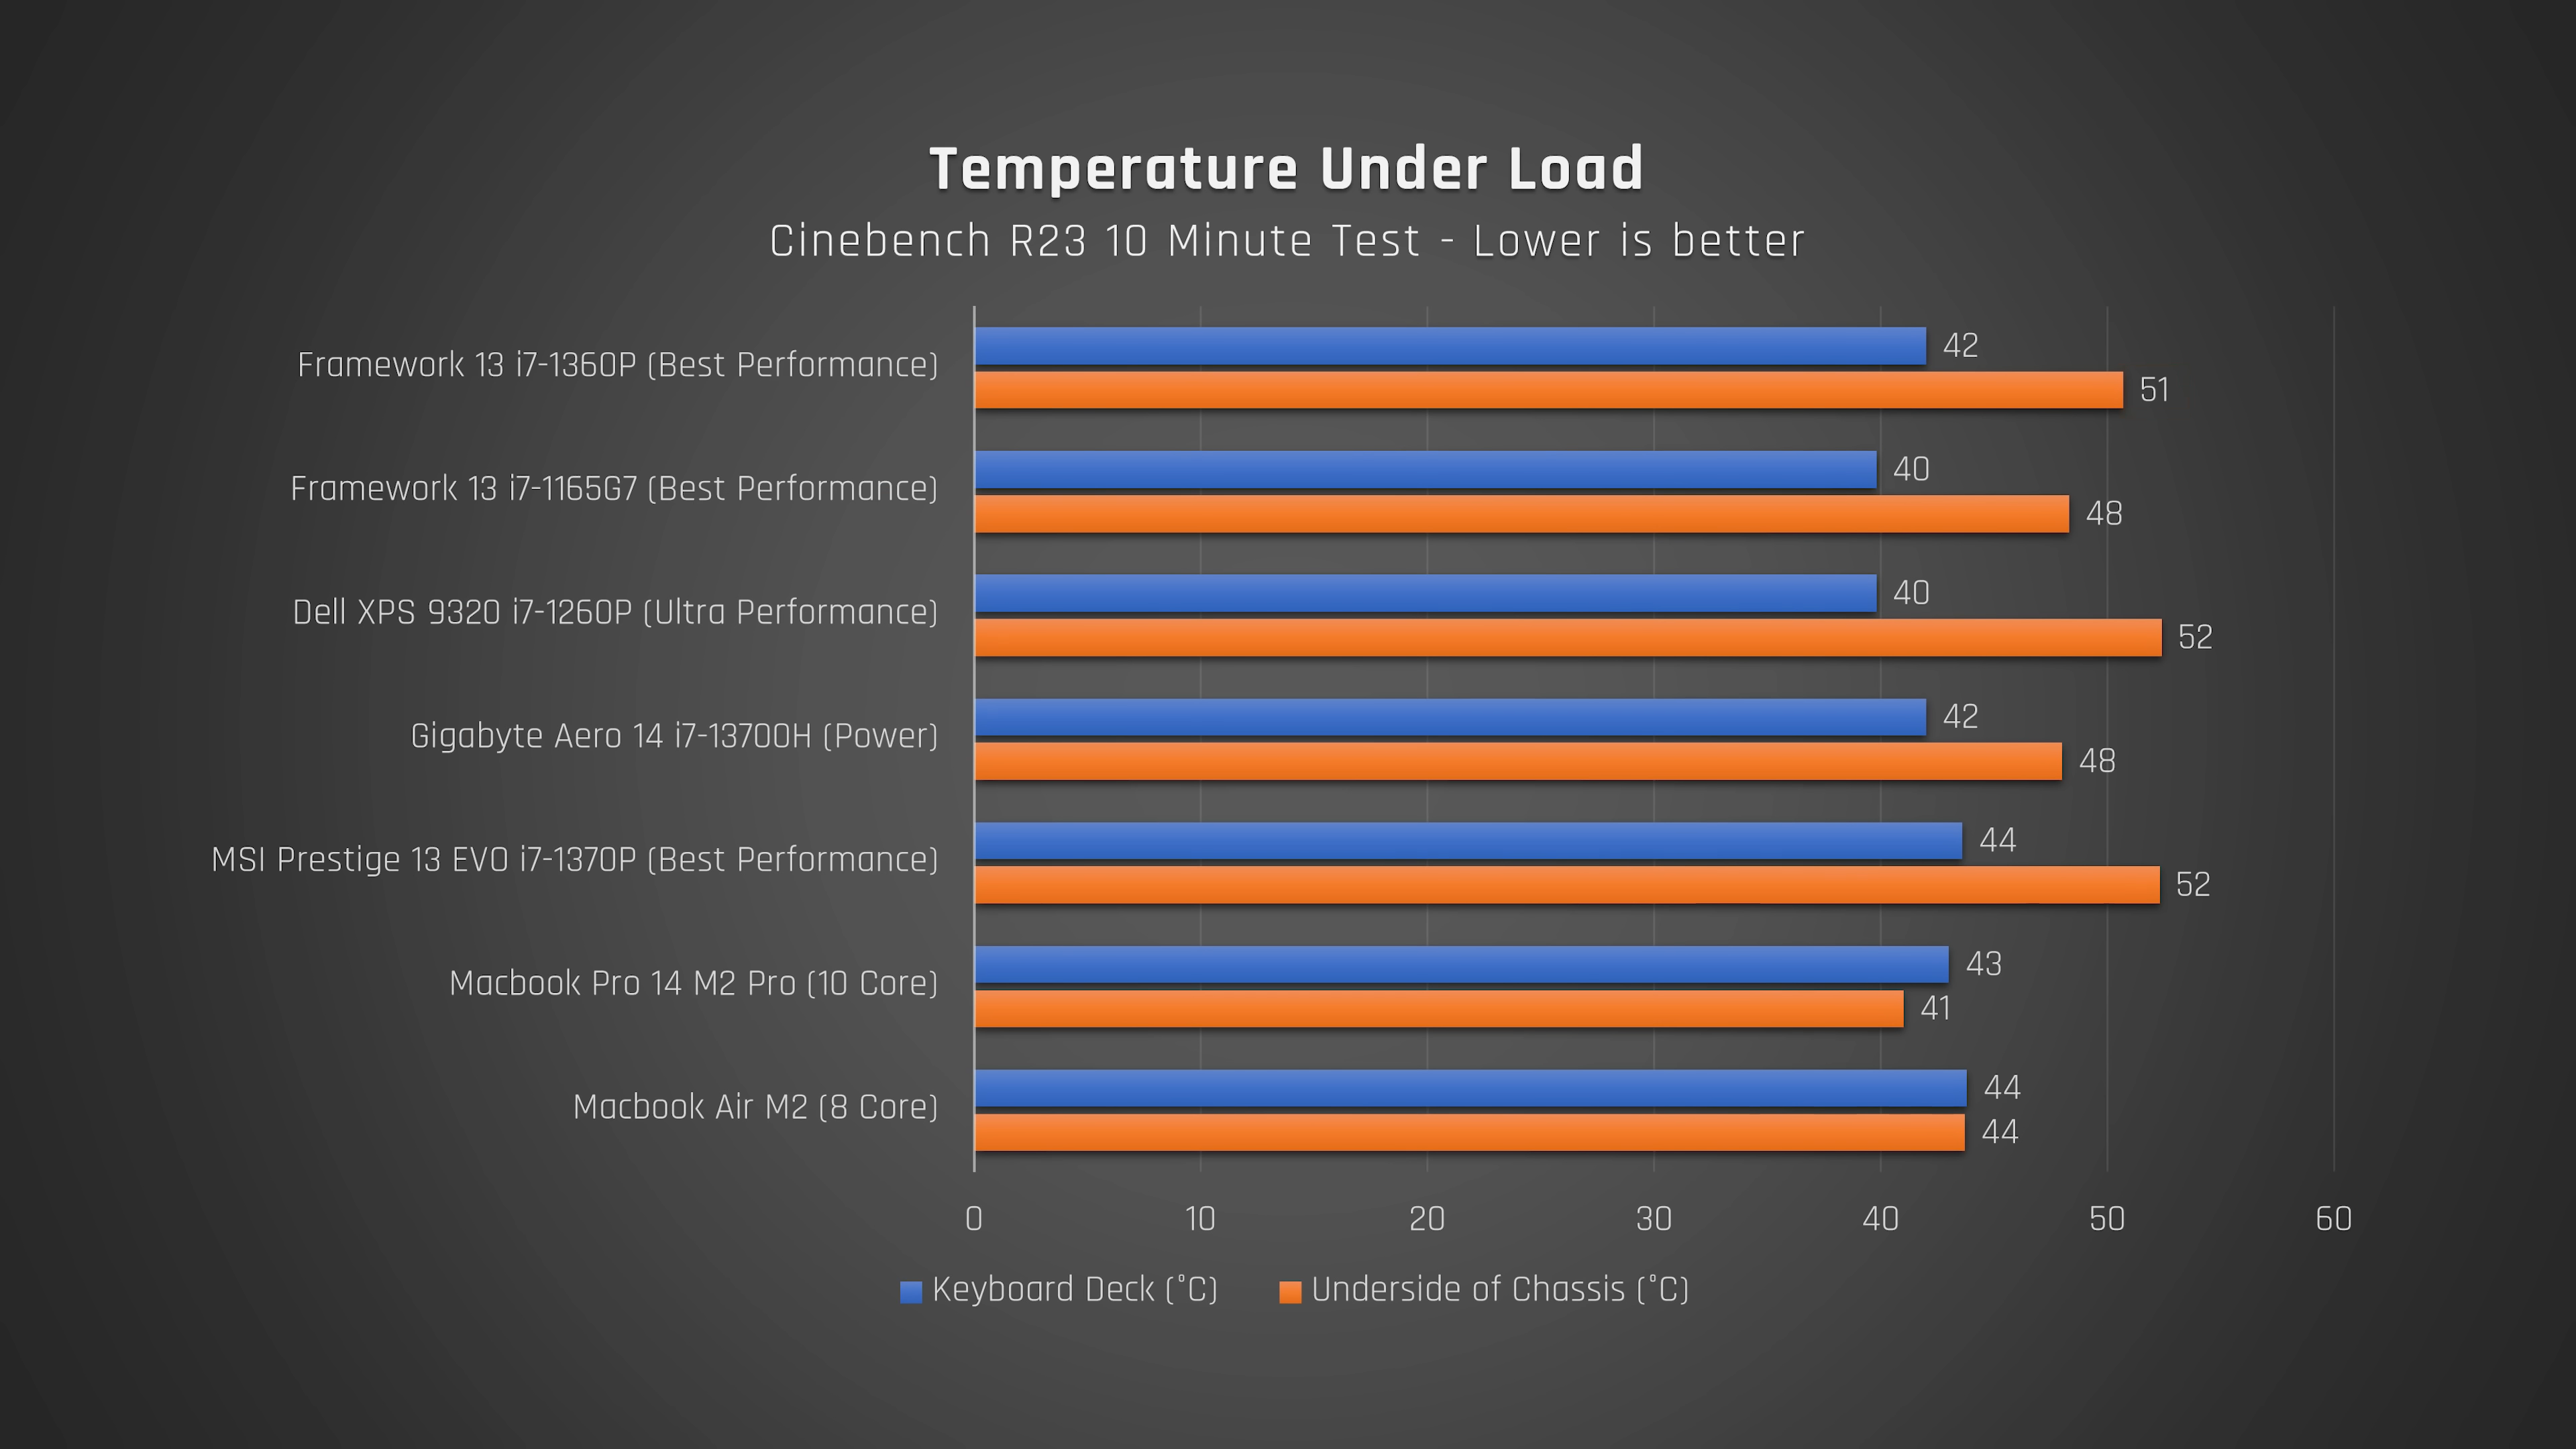 Temperature Under Load
Cinebench R23 10 Minute Test - Lower is better
Framework 13 i7-1360P (Best Performance)
42
51
Framework 13 i7-1165G7 (Best Performance)
40
48
Dell XPS 9320 i7-1260P (Ultra Performance)
40
52
Gigabyte Aero 14 i7-13700H (Power)
42
48
MSI Prestige 13 EVO i7-1370P (Best Performance)
44
52
Macbook Pro 14 M2 Pro (10 Core)
43
41
Macbook Air M2 (8 Core)
44
44
0 10 20 30 40 50 60
Keyboard Deck (°C) Underside of Chassis (°C)